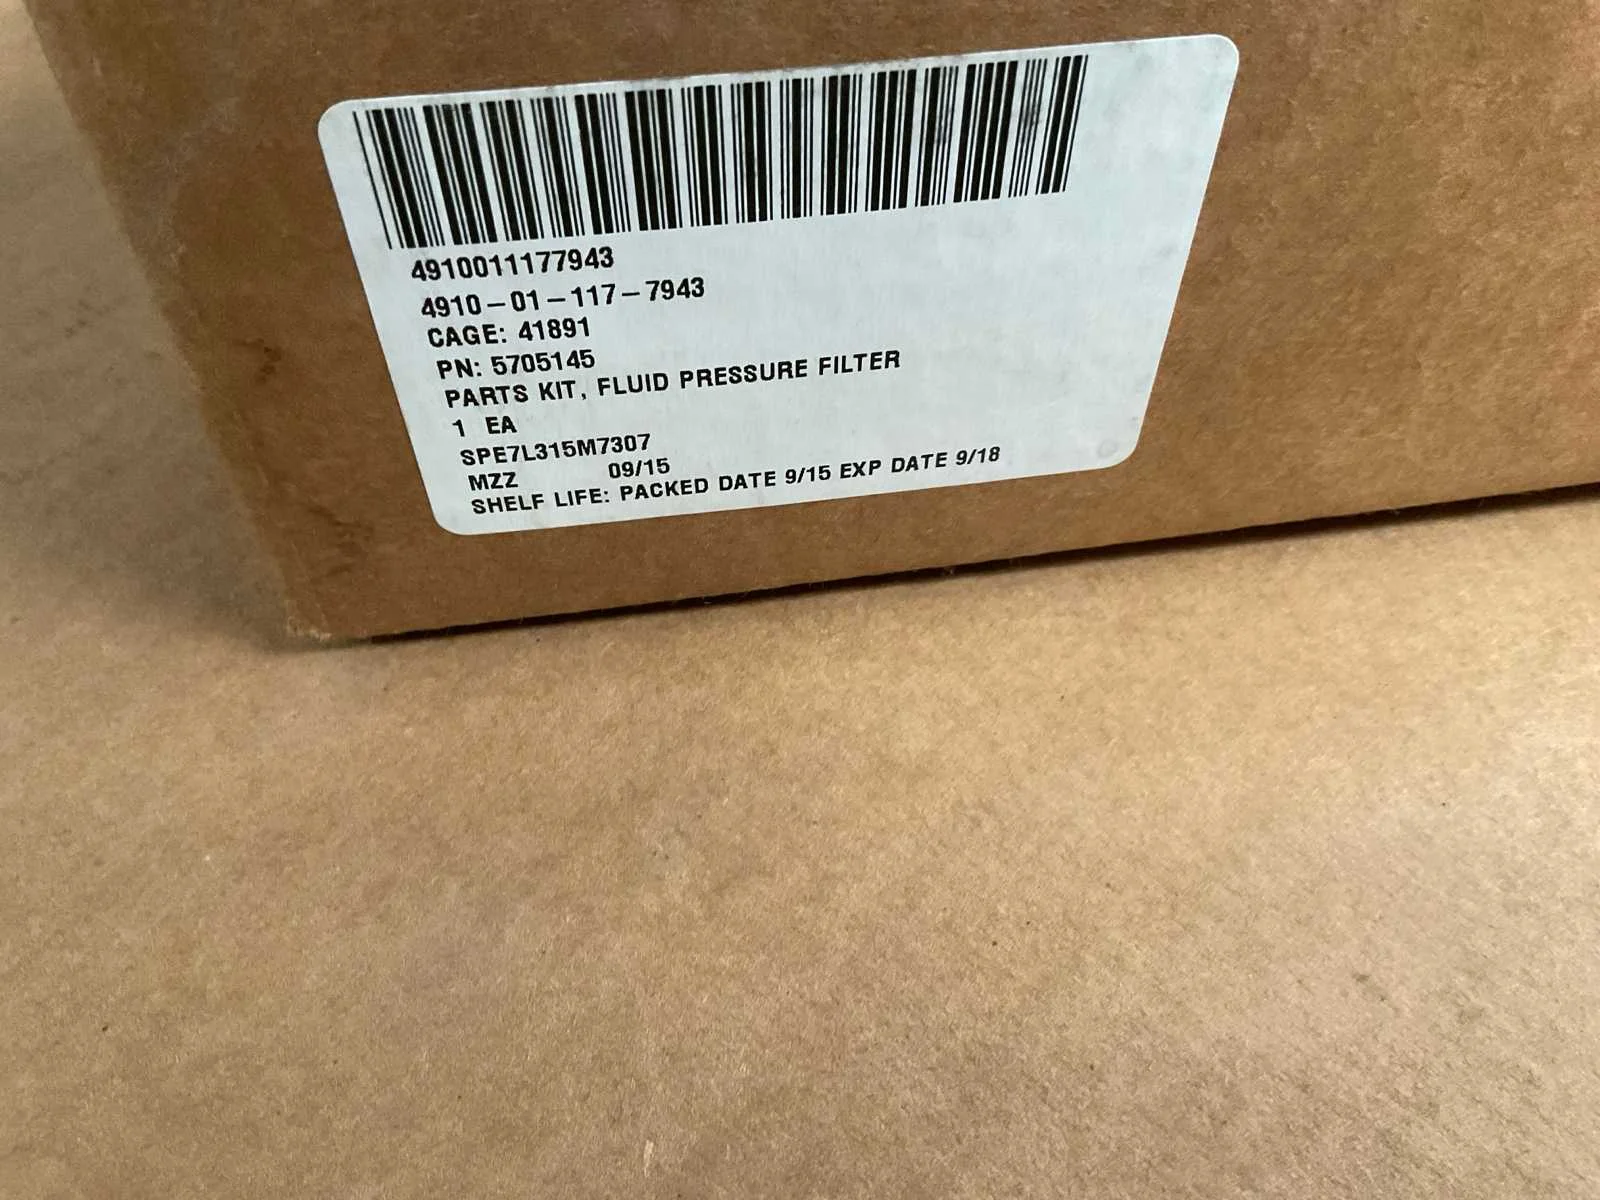 4910011177943
4910-01-117-7943
CAGE: 41891
PN: 5705145
PARTS KIT, FLUID PRESSURE FILTER
1 EA
SPE7L315M7307
MZZ 09/15
SHELF LIFE: PACKED DATE 9/15 EXP DATE 9/18